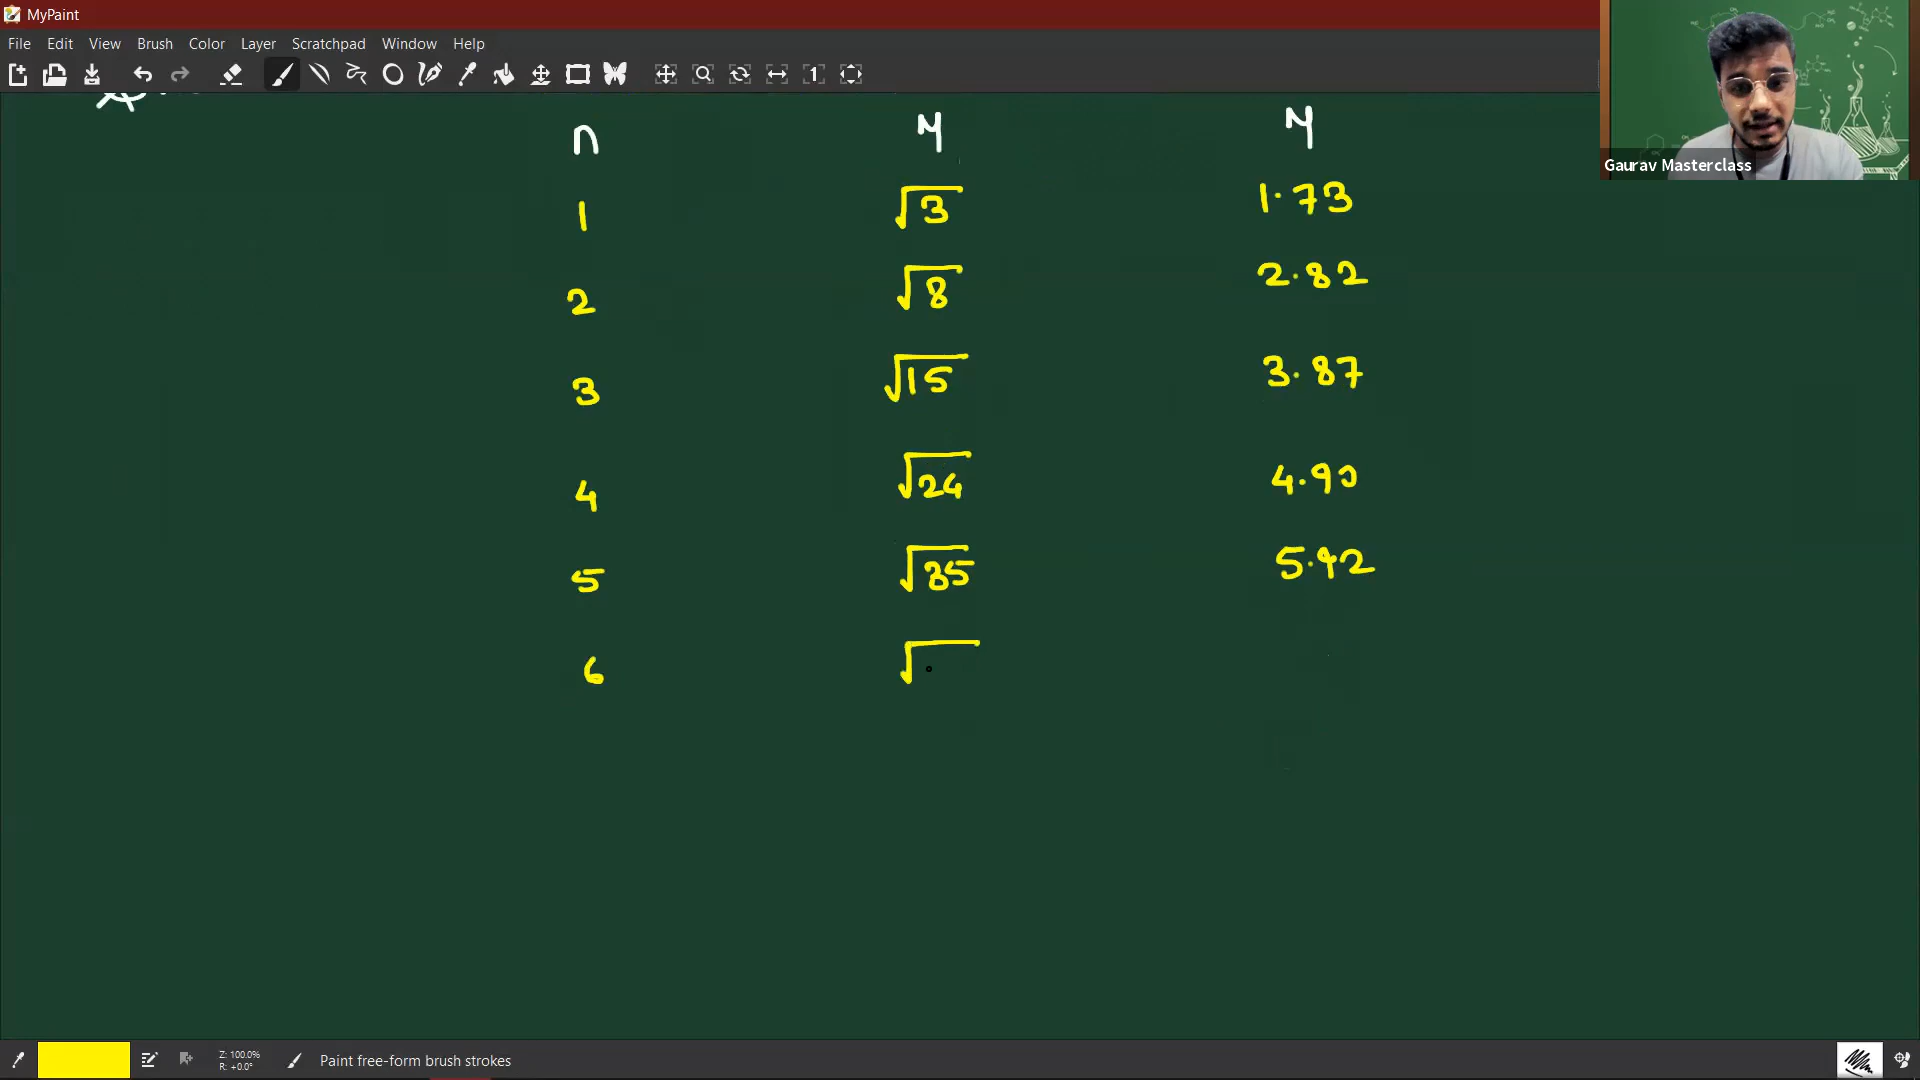 MyPaint
File Edit View Brush Color Layer Scratchpad Window Help
Gaurav Masterclass
n μ μ
1 √3 1.73
2 √8 2.82
3 √15 3.87
4 √24 4.90
5 √35 5.92
6 √
Z: 100.0%
R: +0.0°
Paint free-form brush strokes